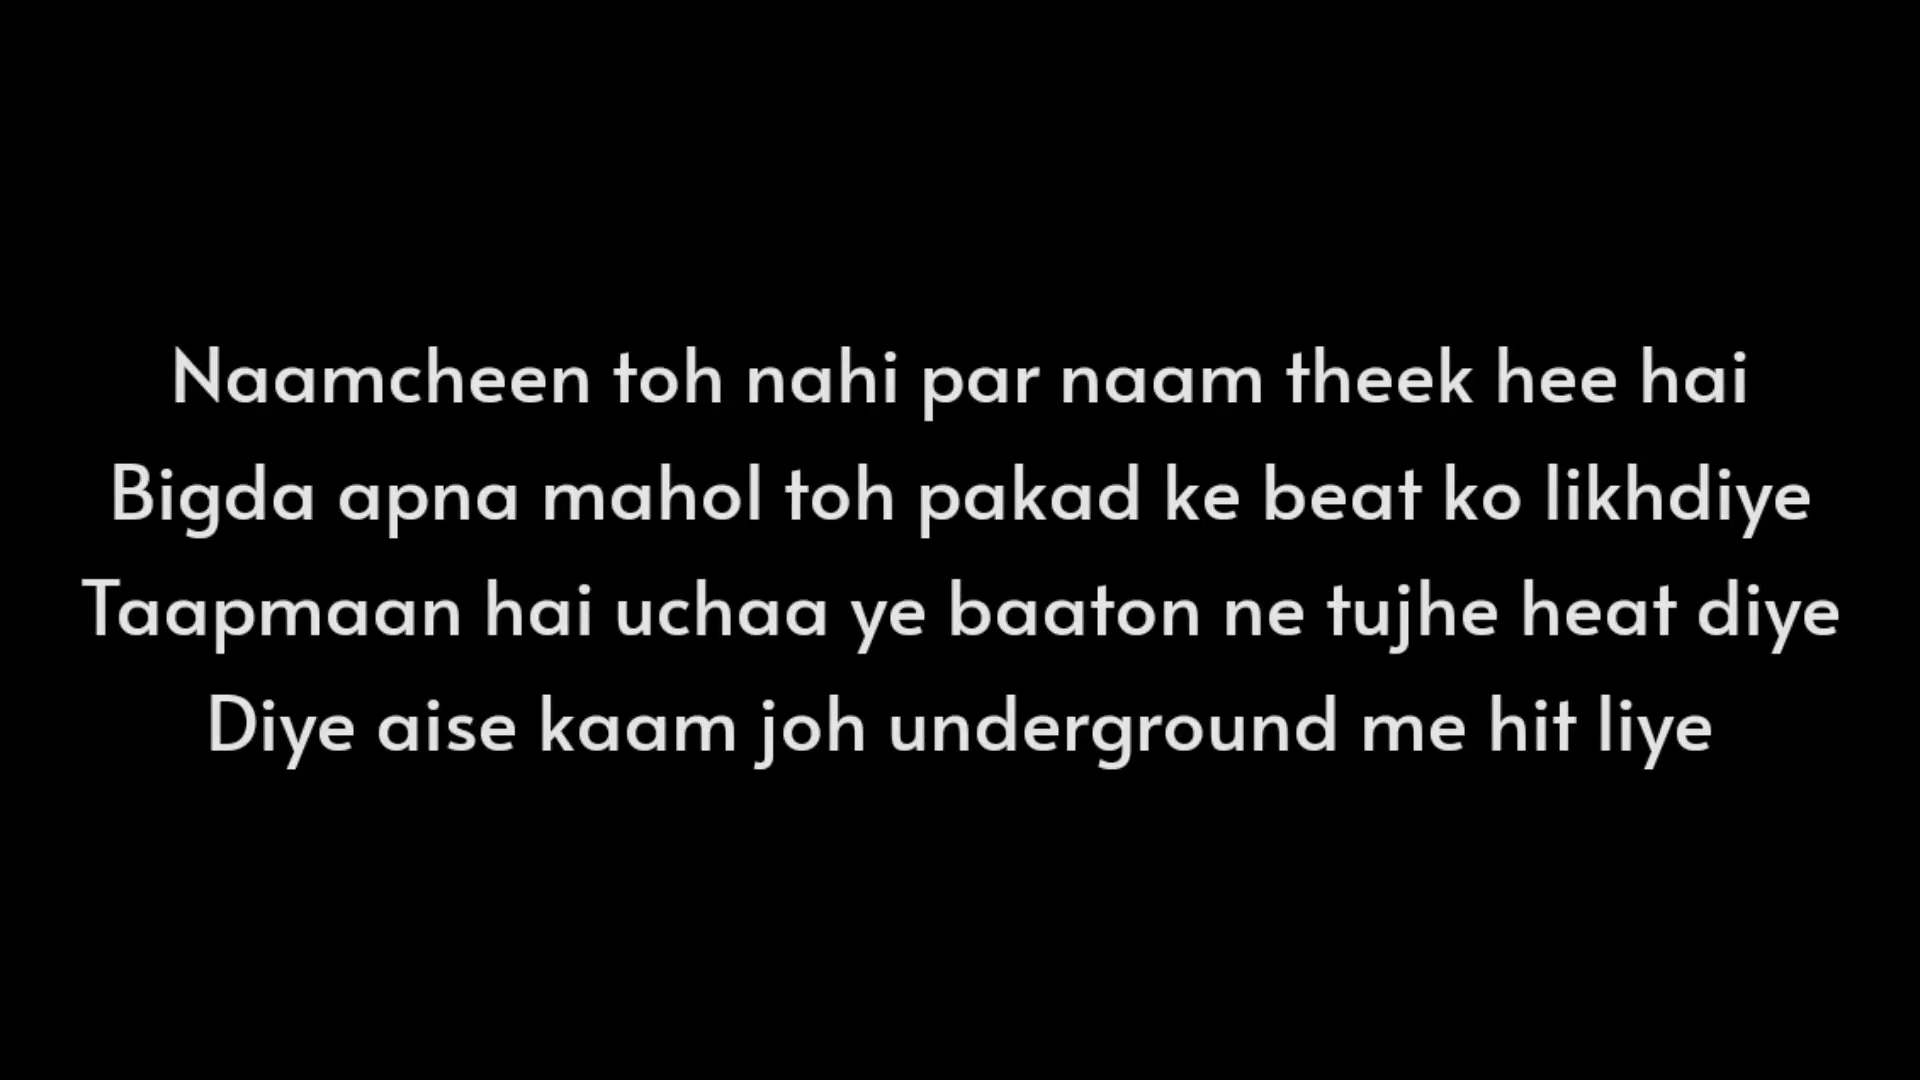 Naamcheen toh nahi par naam theek hee hai
Bigda apna mahol toh pakad ke beat ko likhdiye
Taapmaan hai uchaa ye baaton ne tujhe heat diye
Diye aise kaam joh underground me hit liye